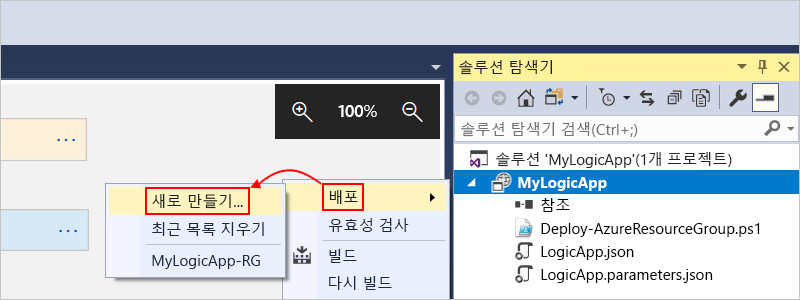 솔루션 탐색기
100%
솔루션 탐색기 검색(Ctrl+;)
솔루션 'MyLogicApp'(1개 프로젝트)
MyLogicApp
참조
Deploy-AzureResourceGroup.ps1
LogicApp.json
LogicApp.parameters.json
배포
유효성 검사
빌드
다시 빌드
새로 만들기...
최근 목록 지우기
MyLogicApp-RG